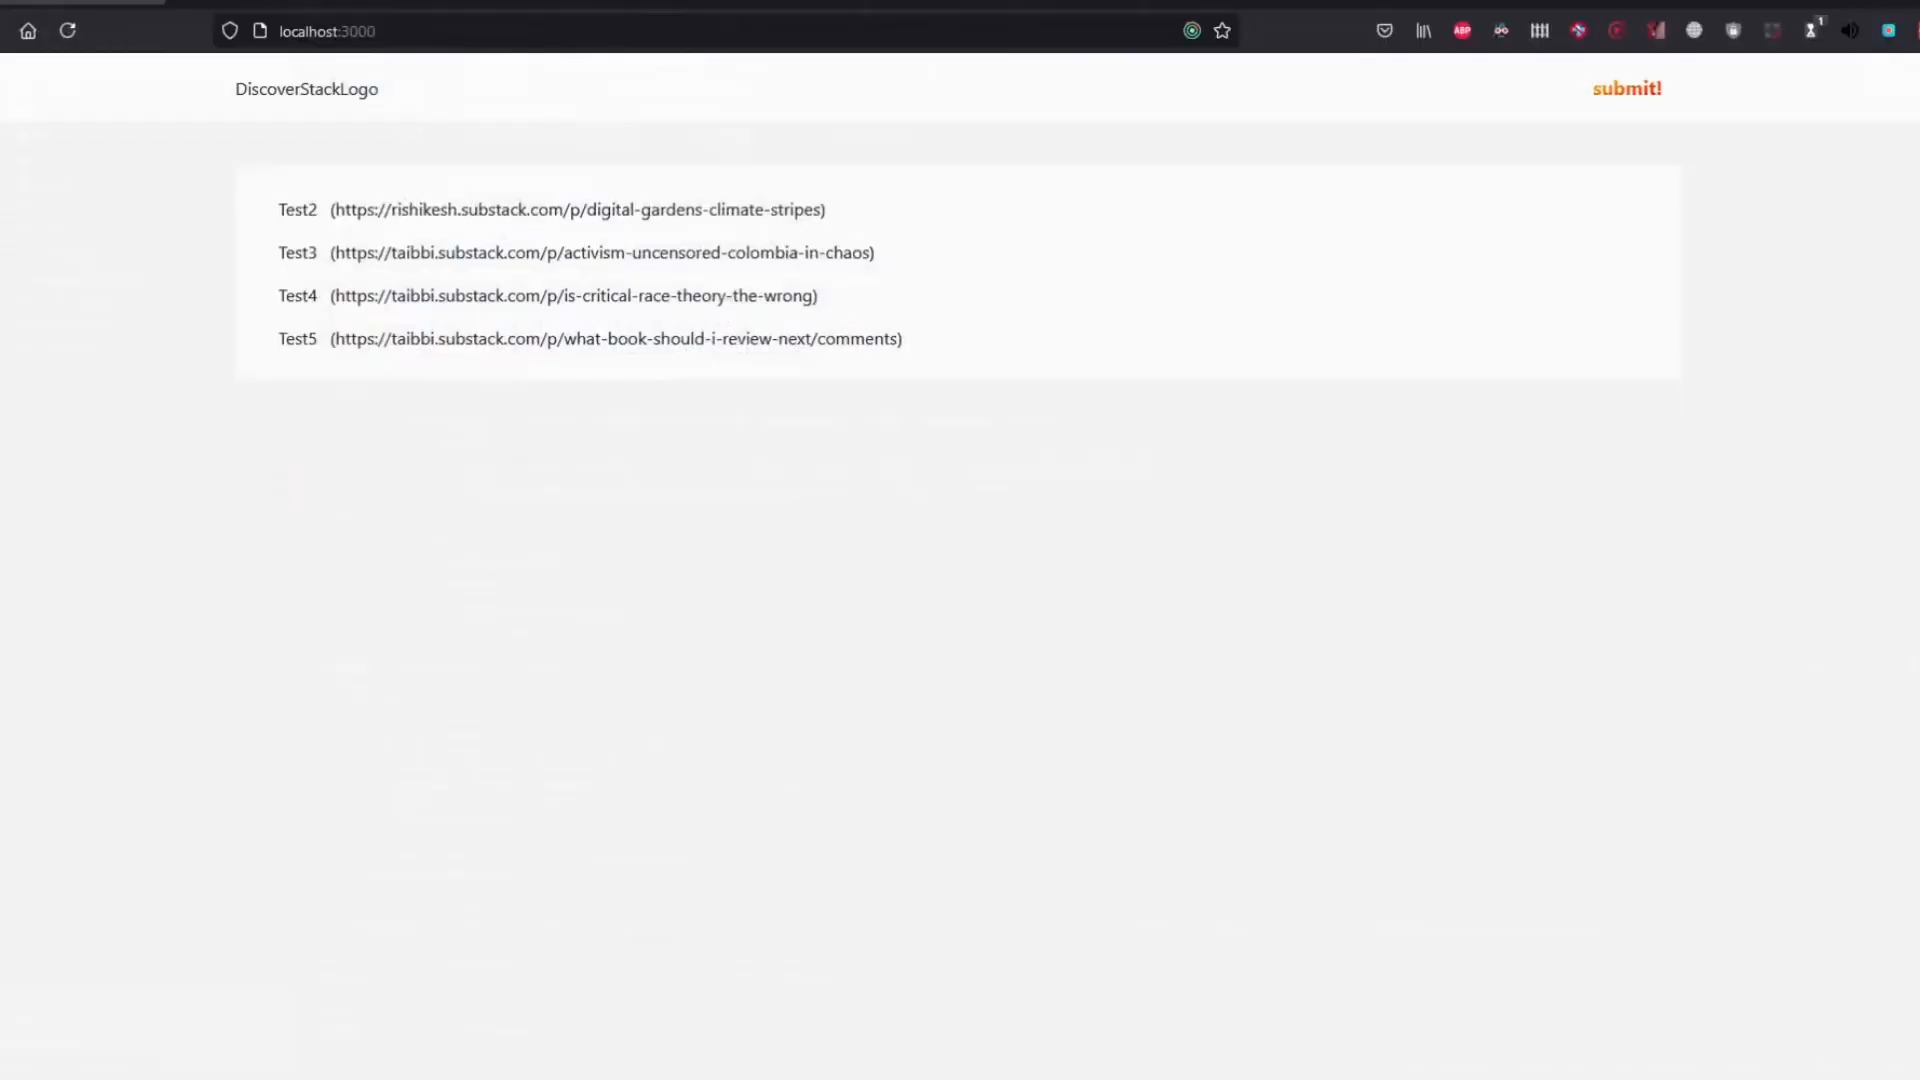 localhost:3000
ABP
1
DiscoverStackLogo
submit!
Test2 (https://rishikesh.substack.com/p/digital-gardens-climate-stripes)
Test3 (https://taibbi.substack.com/p/activism-uncensored-colombia-in-chaos)
Test4 (https://taibbi.substack.com/p/is-critical-race-theory-the-wrong)
Test5 (https://taibbi.substack.com/p/what-book-should-i-review-next/comments)